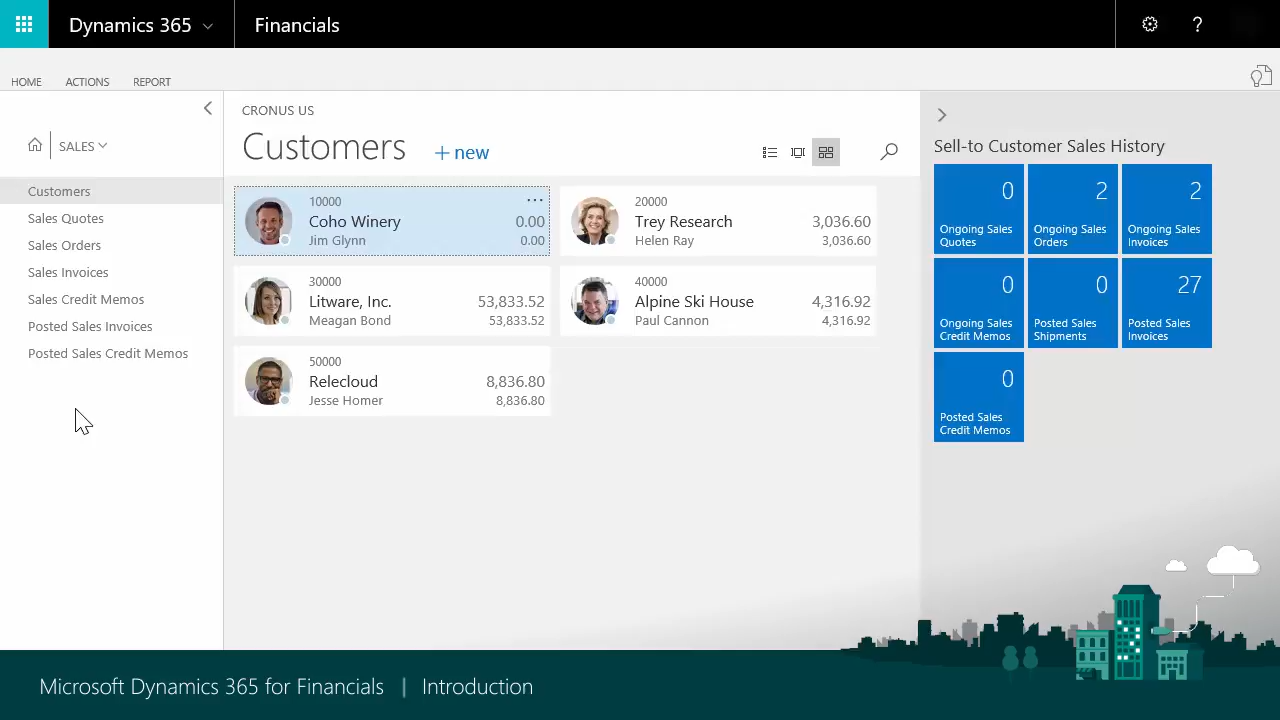 Dynamics 365
Financials
?
HOME
ACTIONS
REPORT
SALES
Customers
Sales Quotes
Sales Orders
Sales Invoices
Sales Credit Memos
Posted Sales Invoices
Posted Sales Credit Memos
CRONUS US
Customers
+ new
10000
...
Coho Winery
0.00
Jim Glynn
0.00
20000
Trey Research
3,036.60
Helen Ray
3,036.60
30000
Litware, Inc.
53,833.52
Meagan Bond
53,833.52
40000
Alpine Ski House
4,316.92
Paul Cannon
4,316.92
50000
Relecloud
8,836.80
Jesse Homer
8,836.80
Sell-to Customer Sales History
0
Ongoing Sales
Quotes
2
Ongoing Sales
Orders
2
Ongoing Sales
Invoices
0
Ongoing Sales
Credit Memos
0
Posted Sales
Shipments
27
Posted Sales
Invoices
0
Posted Sales
Credit Memos
Microsoft Dynamics 365 for Financials | Introduction